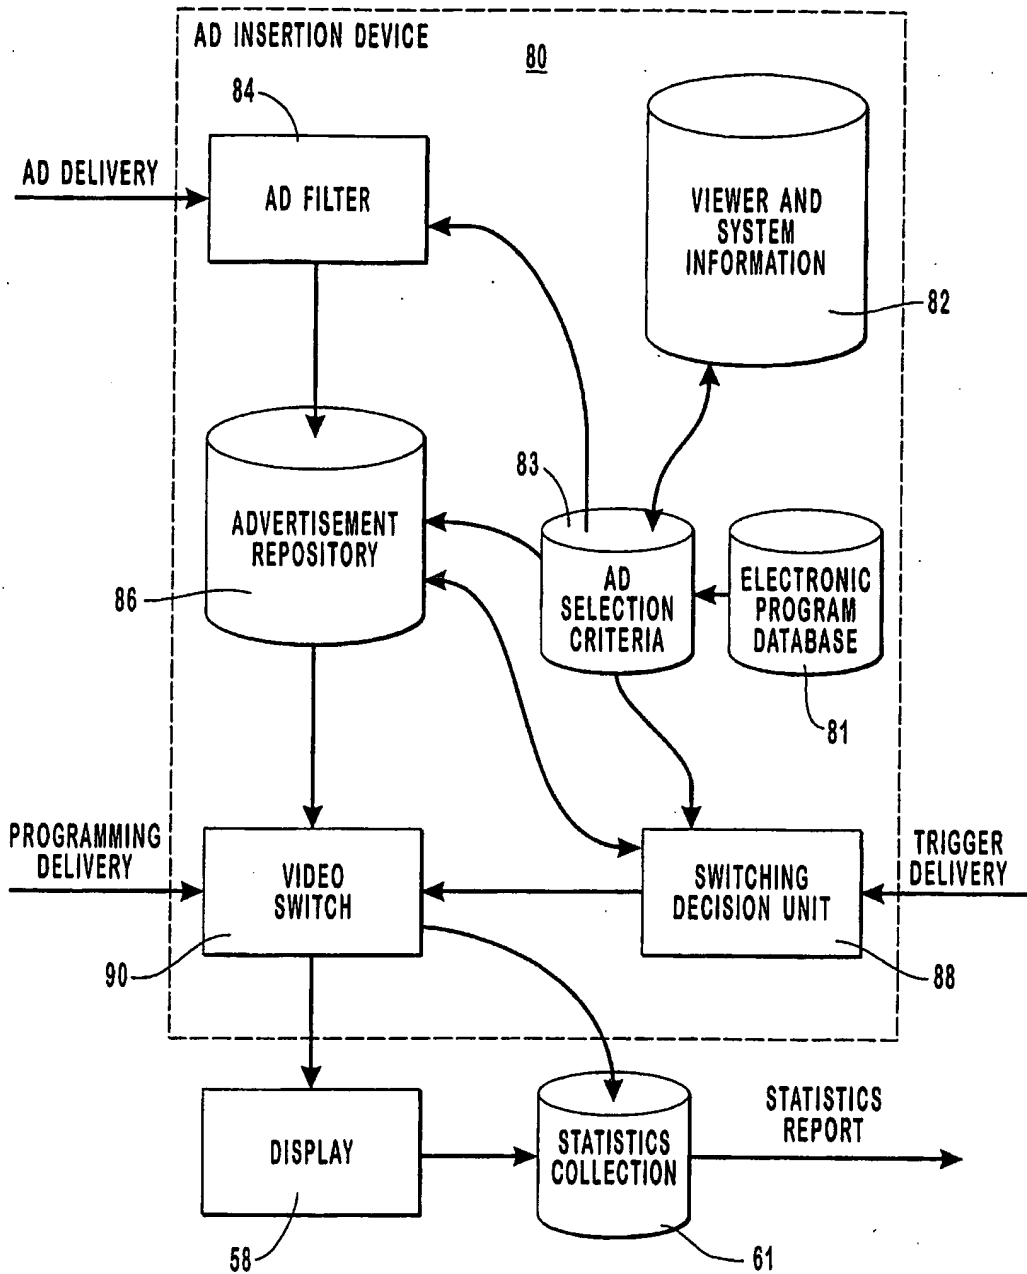 AD INSERTION DEVICE
80
84
AD DELIVERY
AD FILTER
VIEWER AND
SYSTEM
INFORMATION
82
83
ADVERTISEMENT
REPOSITORY
86
AD
SELECTION
CRITERIA
ELECTRONIC
PROGRAM
DATABASE
81
PROGRAMMING
DELIVERY
VIDEO
SWITCH
90
SWITCHING
DECISION UNIT
88
TRIGGER
DELIVERY
DISPLAY
58
STATISTICS
COLLECTION
61
STATISTICS
REPORT